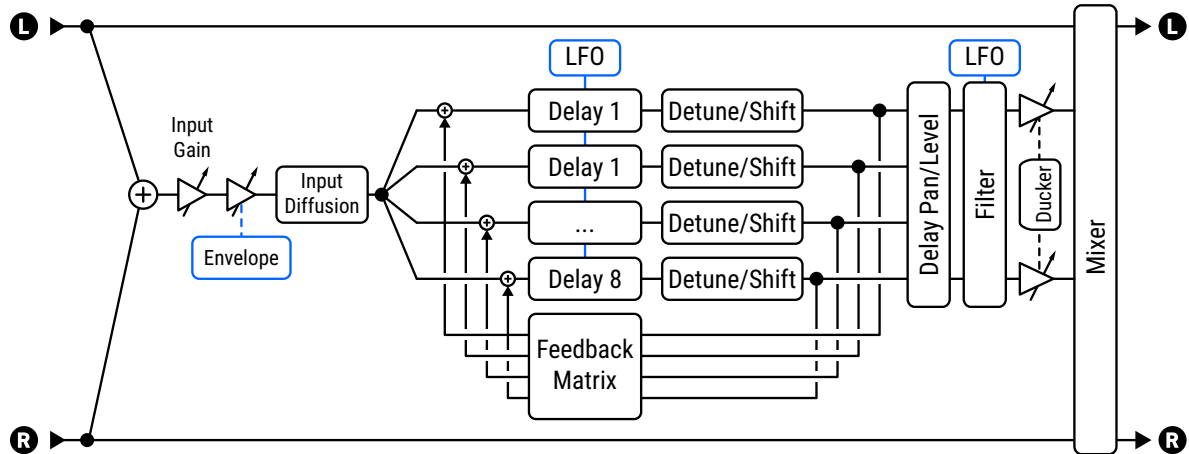 L
L
LFO
LFO
Input
Gain
Delay 1
Detune/Shift
Delay 1
Detune/Shift
Input
Diffusion
...
Detune/Shift
Envelope
Delay 8
Detune/Shift
Delay Pan/Level
Filter
Ducker
Mixer
Feedback
Matrix
R
R